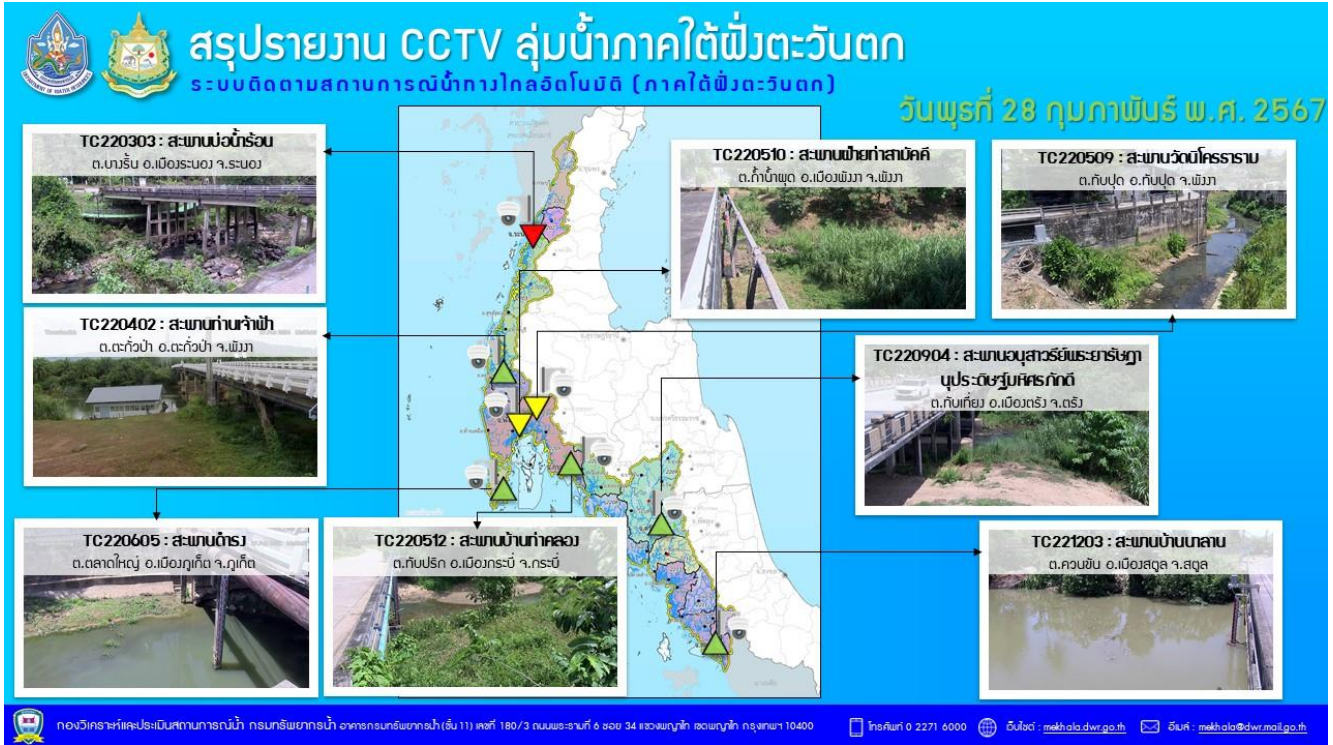 สรุปรายงาน CCTV ลุ่มน้ำภาคใต้ฝั่งตะวันตก
ระบบติดตามสถานการณ์น้ำทางไกลอัตโนมัติ (ภาคใต้ฝั่งตะวันตก)
วันพุธที่ 28 กุมภาพันธ์ พ.ศ. 2567
TC220303 : สะพานบ่อน้ำร้อน
ต.บางริ้น อ.เมืองระนอง จ.ระนอง
TC220510 : สะพานฝ่ายท่าสามัคคี
ต.ถ้ำน้ำผุด อ.เมืองพังงา จ.พังงา
TC220509 : สะพานวัดนิโครธาราม
ต.ทับปุด อ.ทับปุด จ.พังงา
TC220402 : สะพานท่านเจ้าฟ้า
ต.ตะกั่วป่า อ.ตะกั่วป่า จ.พังงา
TC220904 : สะพานอนุสาวรีย์พระยารัษฎา
นุประดิษฐ์มหิศรภักดี
ต.ทับเที่ยง อ.เมืองตรัง จ.ตรัง
TC220605 : สะพานดำรง
ต.ตลาดใหญ่ อ.เมืองภูเก็ต จ.ภูเก็ต
TC220512 : สะพานบ้านท่าคลอง
ต.ทับปริก อ.เมืองกระบี่ จ.กระบี่
TC221203 : สะพานบ้านนาลาน
ต.ควนขัน อ.เมืองสตูล จ.สตูล
กองวิเคราะห์และประเมินสถานการณ์น้ำ กรมทรัพยากรน้ำ อาคารกรมทรัพยากรน้ำ (ชั้น 11) เลขที่ 180/3 ถนนพระรามที่ 6 ซอย 34 แขวงพญาไท เขตพญาไท กรุงเทพฯ 10400
โทรศัพท์ 0 2271 6000
เว็บไซต์ : mekhala.dwr.go.th
อีเมล์ : mekhala@dwr.mail.go.th